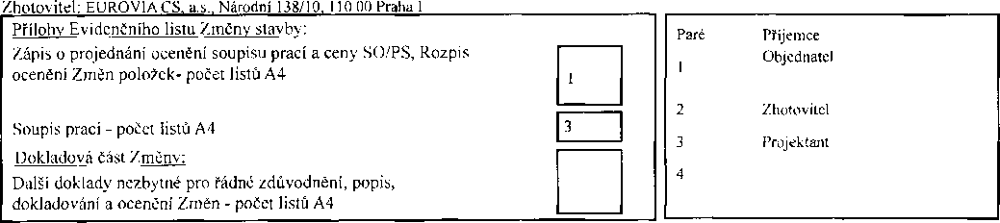 Zhotovitel: EUROVIA CS, a.s., Národní 138/10, 110 00 Praha 1
Přílohy Evidenčního listu Změny stavby:
Zápis o projednání ocenění soupisu prací a ceny SO/PS, Rozpis
ocenění Změn položek- počet listů A4
1
Soupis prací - počet listů A4
3
Dokladová část Změny:
Další doklady nezbytné pro řádné zdůvodnění, popis,
dokladování a ocenění Změn - počet listů A4
Paré Příjemce
1 Objednatel
2 Zhotovitel
3 Projektant
4